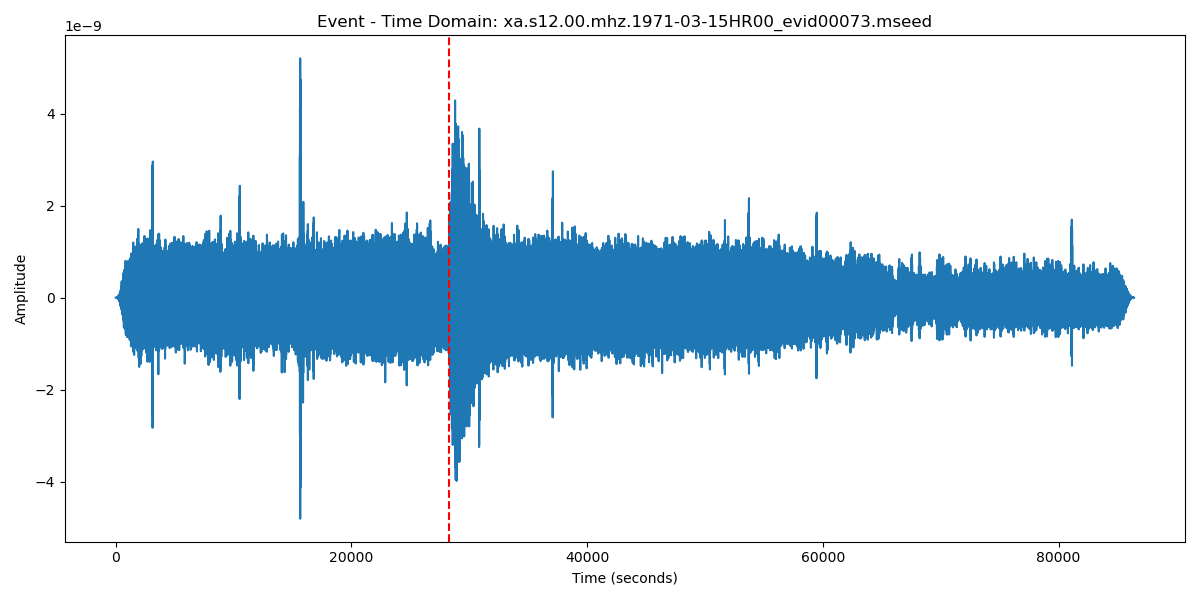 Event - Time Domain: xa.s12.00.mhz.1971-03-15HR00_evid00073.mseed
1e−9
4
2
0
−2
−4
Amplitude
0 20000 40000 60000 80000
Time (seconds)